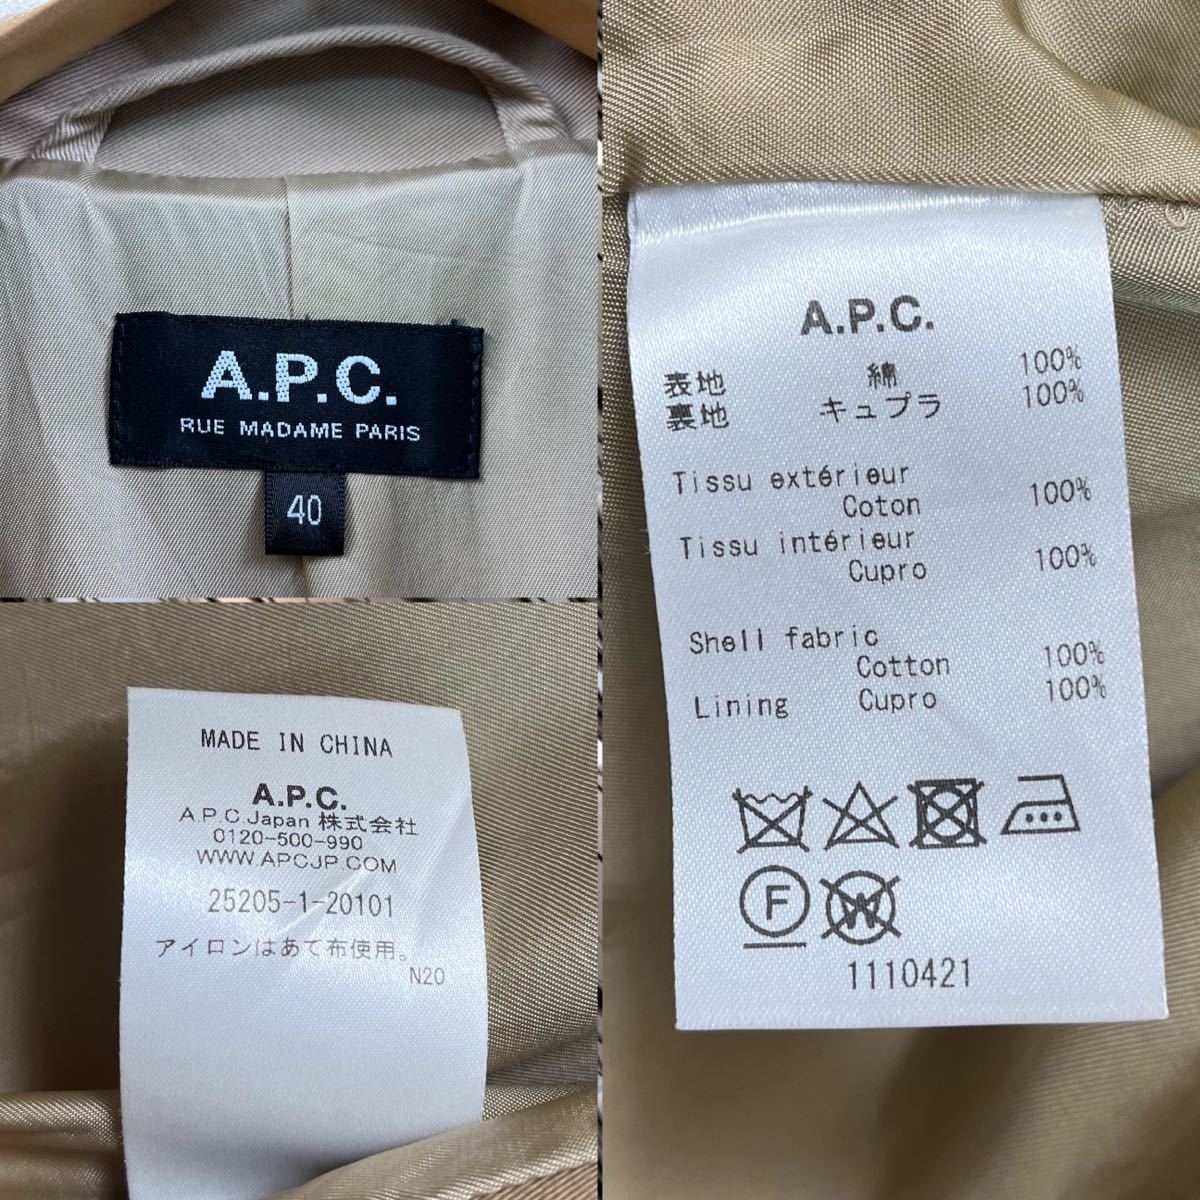 A.P.C.
RUE MADAME PARIS
40
MADE IN CHINA
A.P.C.
A.P.C.Japan 株式会社
0120-500-990
WWW.APCJP.COM
25205-1-20101
アイロンはあて布使用。
N20
A.P.C.
表地 綿 100%
裏地 キュプラ 100%
Tissu extérieur
Coton 100%
Tissu intérieur
Cupro 100%
Shell fabric
Cotton 100%
Lining Cupro 100%
F W
1110421